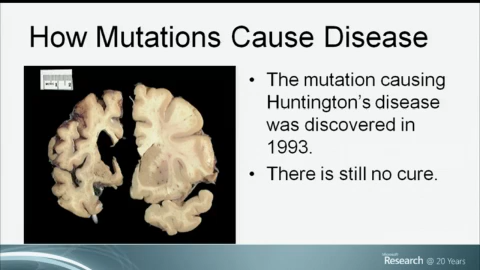 How Mutations Cause Disease
• The mutation causing
Huntington's disease
was discovered in
1993.
• There is still no cure.
Microsoft
Research @ 20 Years